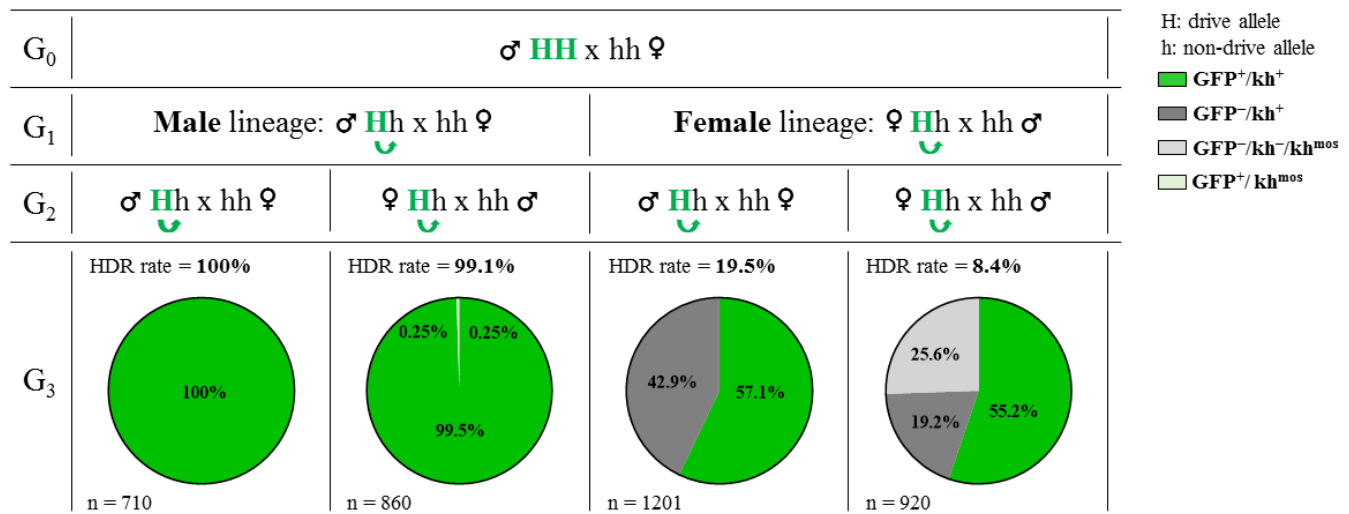 G0
♂ HH x hh ♀
G1
Male lineage: ♂ Hh x hh ♀
Female lineage: ♀ Hh x hh ♂
G2
♂ Hh x hh ♀
♀ Hh x hh ♂
♂ Hh x hh ♀
♀ Hh x hh ♂
G3
HDR rate = 100%
100%
n = 710
HDR rate = 99.1%
0.25%
0.25%
99.5%
n = 860
HDR rate = 19.5%
42.9%
57.1%
n = 1201
HDR rate = 8.4%
25.6%
19.2%
55.2%
n = 920
H: drive allele
h: non-drive allele
GFP⁺/kh⁺
GFP⁻/kh⁺
GFP⁻/kh⁻/khᵐᵒˢ
GFP⁺/ khᵐᵒˢ